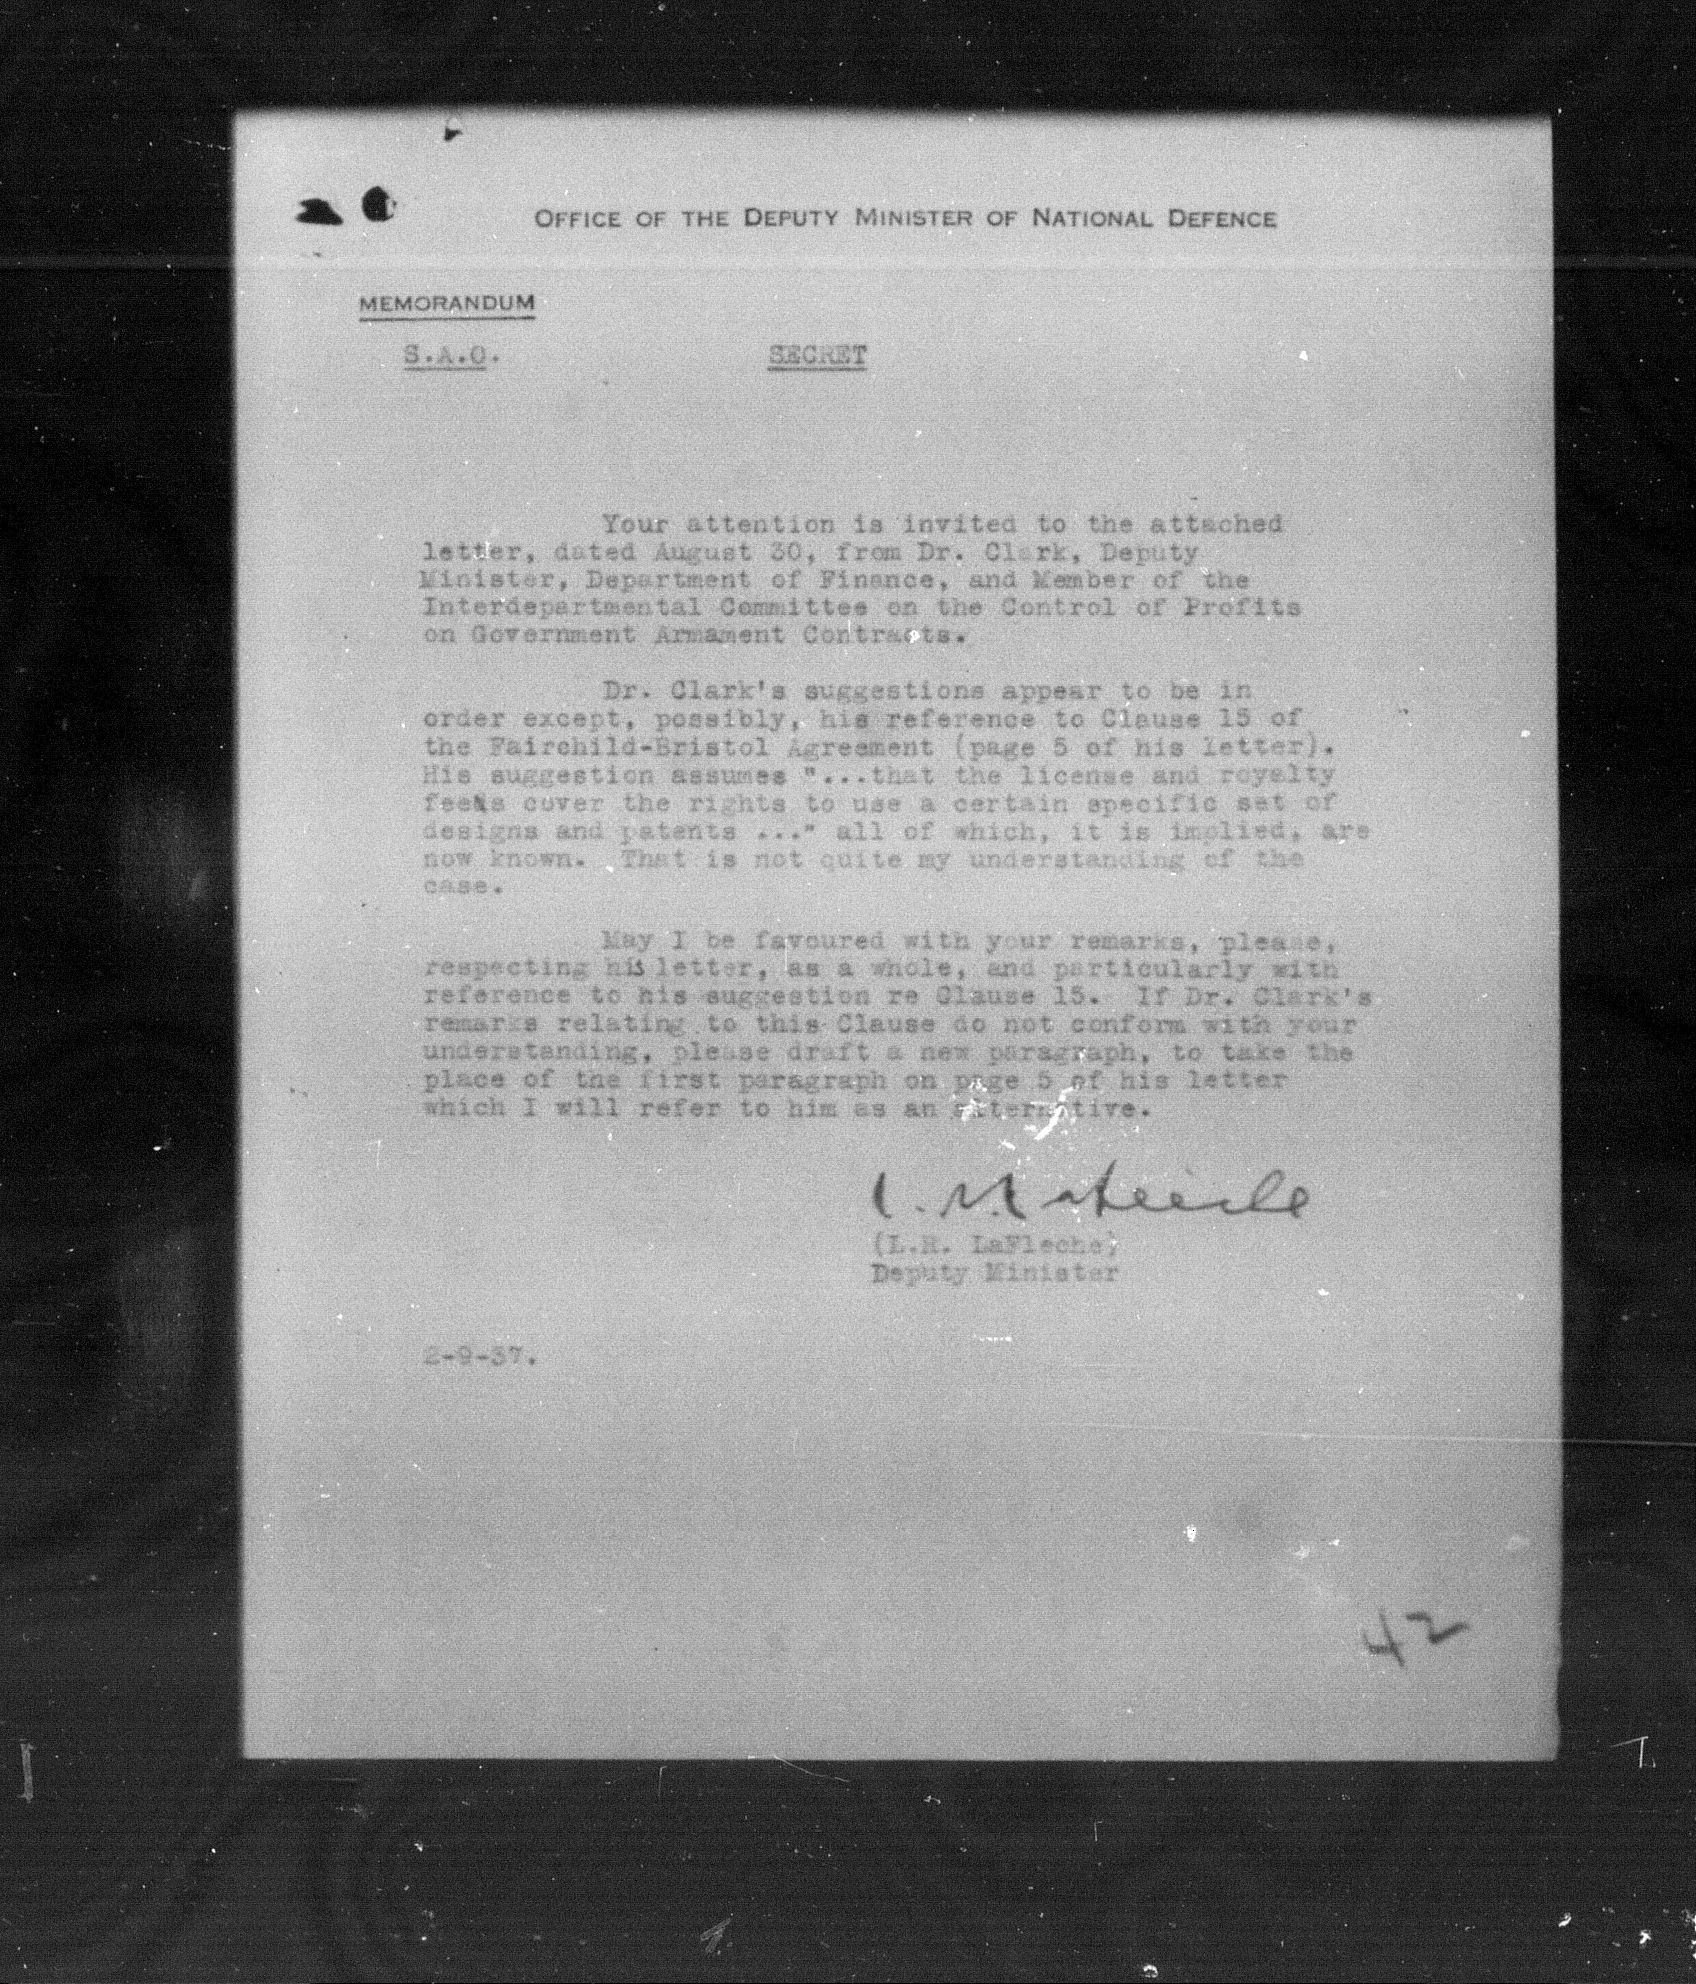 OFFICE OF THE DEPUTY MINISTER OF NATIONAL DEFENCE
MEMORANDUM
S.A.O.
SECRET
Your attention is invited to the attached
letter, dated August 30, from Dr. Clark, Deputy
Minister, Department of Finance, and Member of the
Interdepartmental Committee on the Control of Profits
on Government Armament Contracts.
Dr. Clark's suggestions appear to be in
order except, possibly, his reference to Clause 15 of
the Fairchild-Bristol Agreement (page 5 of his letter).
His suggestion assumes "...that the license and royalty
fees cover the rights to use a certain specific set of
designs and patents ..." all of which, it is implied, are
now known. That is not quite my understanding of the
case.
May I be favoured with your remarks, please,
respecting his letter, as a whole, and particularly with
reference to his suggestion re Clause 15. If Dr. Clark's
remarks relating to this Clause do not conform with your
understanding, please draft a new paragraph, to take the
place of the first paragraph on page 5 of his letter
which I will refer to him as an alternative.
(L.R. LaFleche)
Deputy Minister
2-9-37.
42